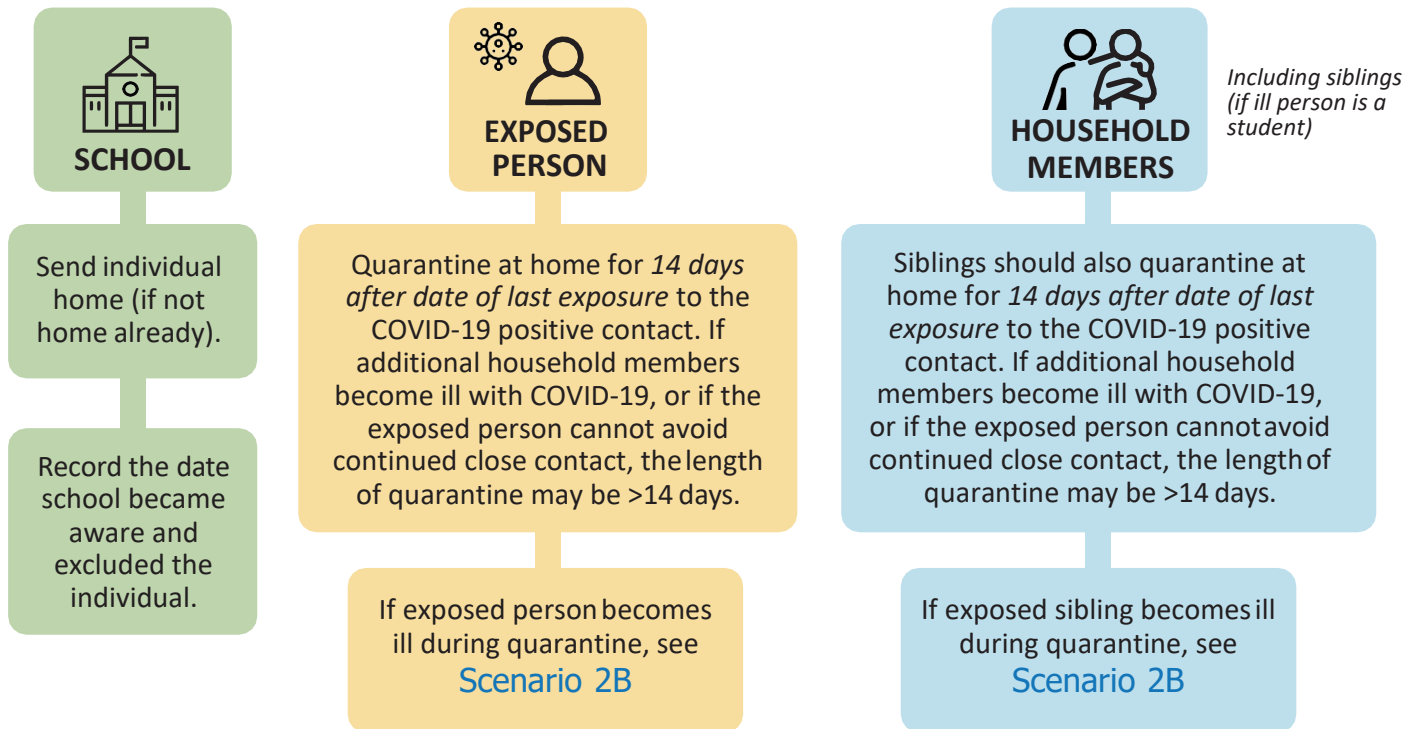 SCHOOL
Send individual
home (if not
home already).
Record the date
school became
aware and
excluded the
individual.
EXPOSED
PERSON
Quarantine at home for 14 days
after date of last exposure to the
COVID-19 positive contact. If
additional household members
become ill with COVID-19, or if the
exposed person cannot avoid
continued close contact, the length
of quarantine may be >14 days.
If exposed person becomes
ill during quarantine, see
Scenario 2B
HOUSEHOLD
MEMBERS
Including siblings
(if ill person is a
student)
Siblings should also quarantine at
home for 14 days after date of last
exposure to the COVID-19 positive
contact. If additional household
members become ill with COVID-19,
or if the exposed person cannot avoid
continued close contact, the length of
quarantine may be >14 days.
If exposed sibling becomes ill
during quarantine, see
Scenario 2B